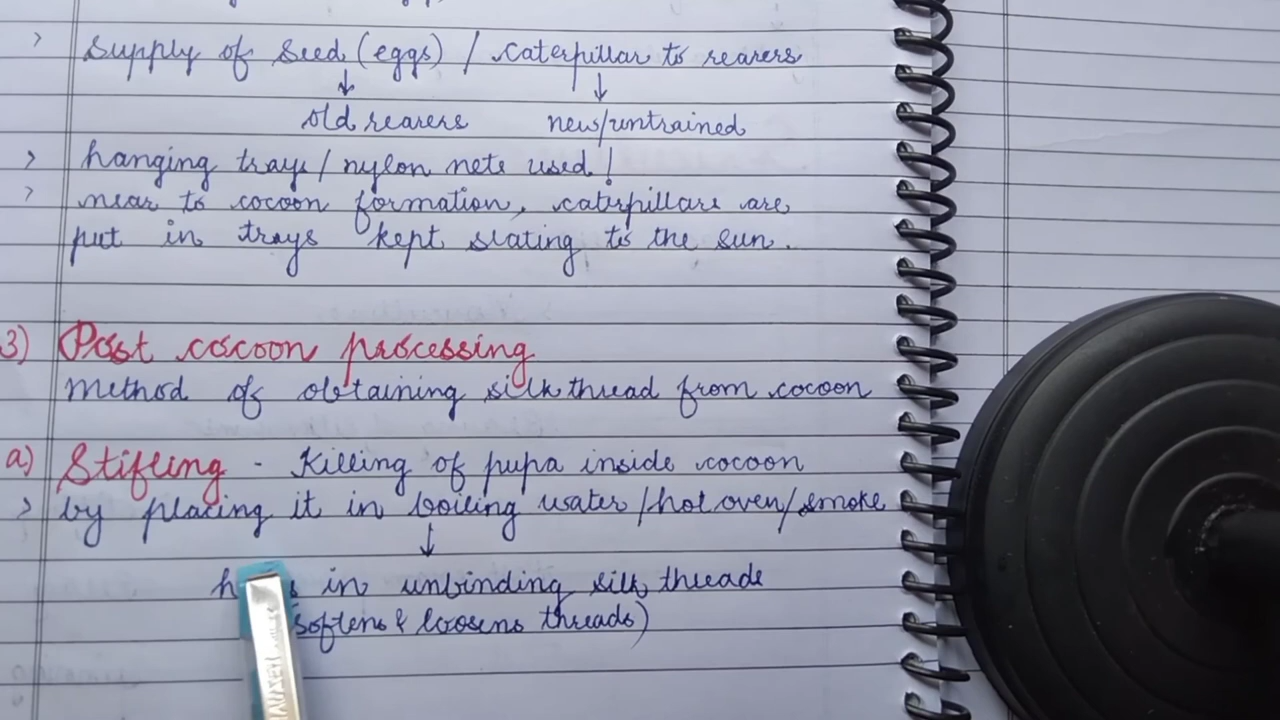 > supply of seed (eggs) / caterpillar to rearers
↓ ↓
old rearers new/untrained
> hanging trays / nylon nets used!
> near to cocoon formation, caterpillars are
put in trays kept slating to the sun.
3) Post cocoon processing
Method of obtaining silk thread from cocoon
a) Stifling - Killing of pupa inside cocoon
> by placing it in boiling water /hot oven/smoke
↓
in unbinding silk threads
softens & loosens threads)